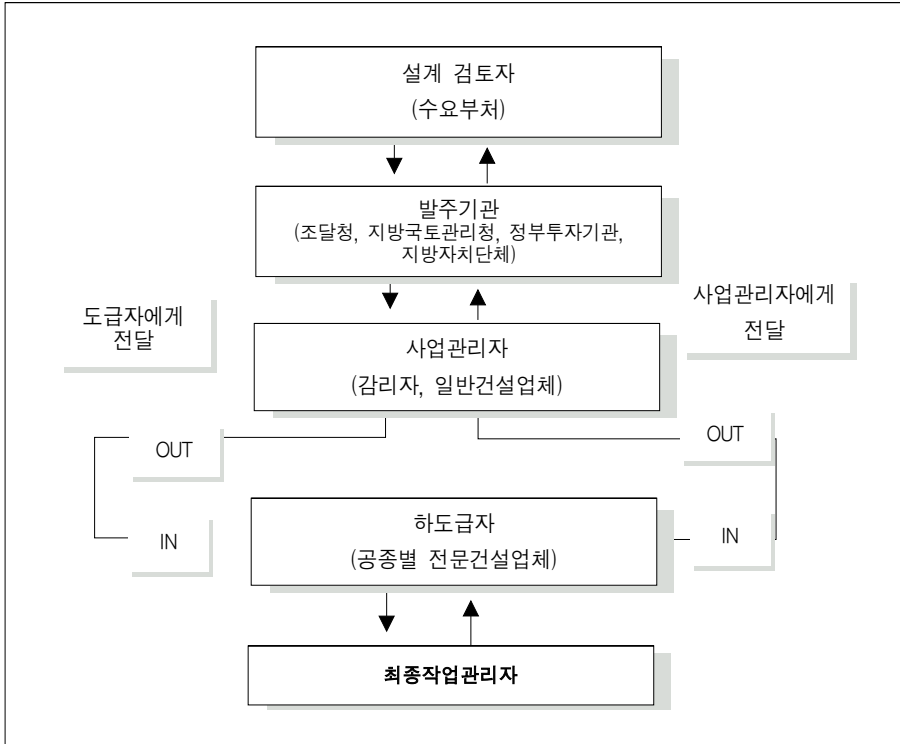 설계 검토자
(수요부처)
발주기관
(조달청, 지방국토관리청, 정부투자기관,
지방자치단체)
도급자에게
전달
사업관리자에게
전달
사업관리자
(감리자, 일반건설업체)
OUT
OUT
하도급자
(공종별 전문건설업체)
IN
IN
최종작업관리자